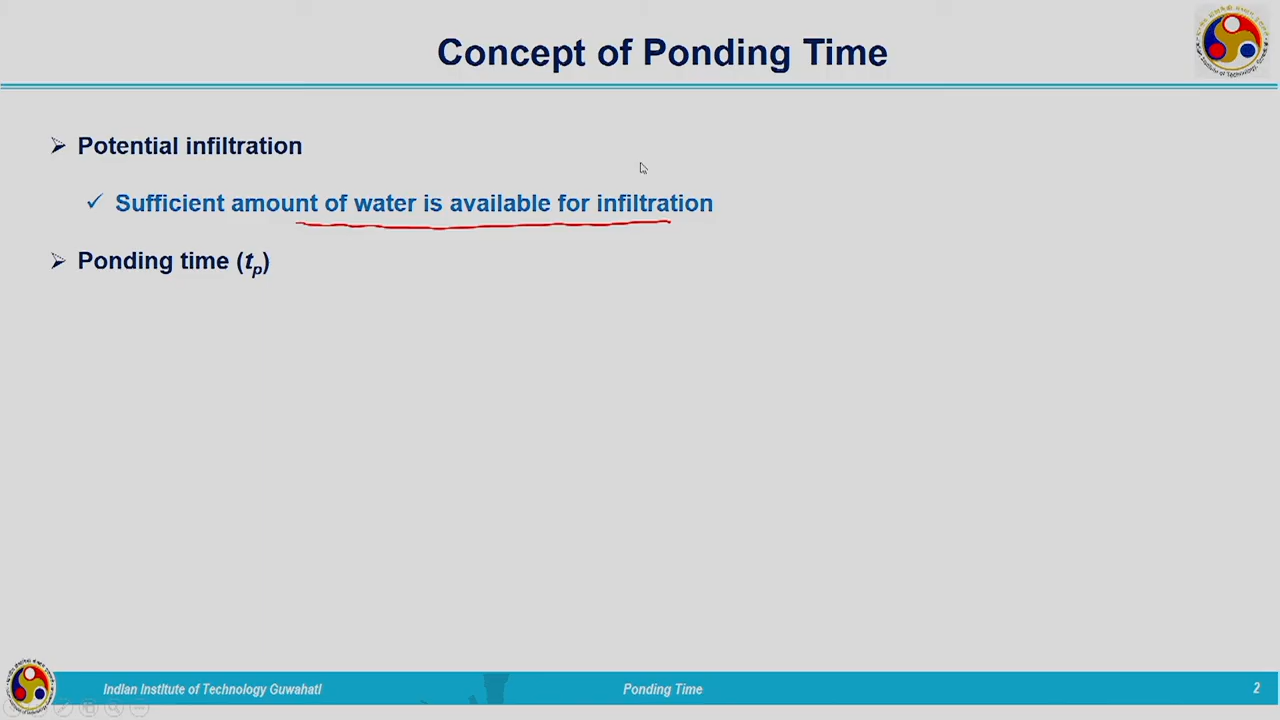 Concept of Ponding Time
Potential infiltration
Sufficient amount of water is available for infiltration
Ponding time (tp)
Indian Institute of Technology Guwahati
Ponding Time
2